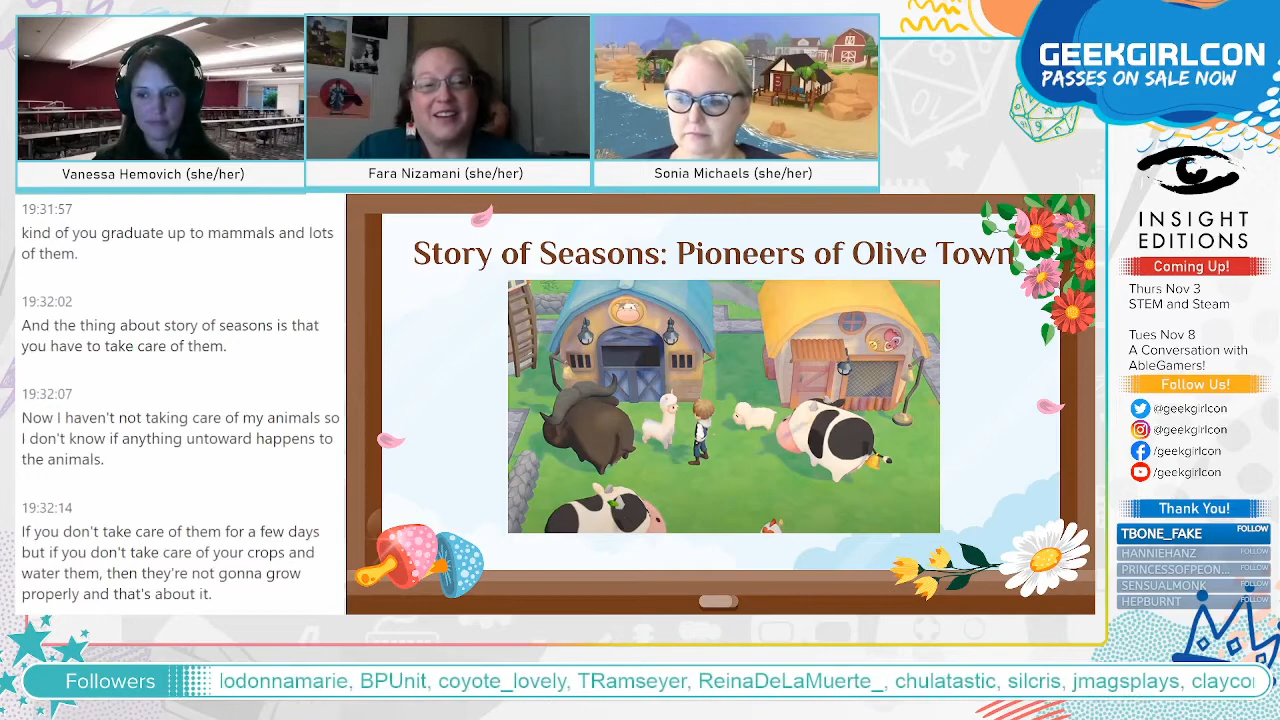 GEEKGIRLCON
PASSES ON SALE NOW
Vanessa Hemovich (she/her)
Fara Nizamani (she/her)
Sonia Michaels (she/her)
19:31:57
kind of you graduate up to mammals and lots
of them.
19:32:02
And the thing about story of seasons is that
you have to take care of them.
19:32:07
Now I haven't not taking care of my animals so
I don't know if anything untoward happens to
the animals.
19:32:14
If you don't take care of them for a few days
but if you don't take care of your crops and
water them, then they're not gonna grow
properly and that's about it.
Story of Seasons: Pioneers of Olive Town
INSIGHT
EDITIONS
Coming Up!
Thurs Nov 3
STEM and Steam
Tues Nov 8
A Conversation with
AbleGamers!
Follow Us!
@geekgirlcon
@geekgirlcon
/geekgirlcon
/geekgirlcon
Thank You!
TBONE_FAKE FOLLOW
HANNIEHANZ FOLLOW
PRINCESSOFPEON... FOLLOW
SENSUALMONK FOLLOW
HEPBURNT FOLLOW
Followers lodonnamarie, BPUnit, coyote_lovely, TRamseyer, ReinaDeLaMuerte_, chulatastic, silcris, jmagsplays, clayco